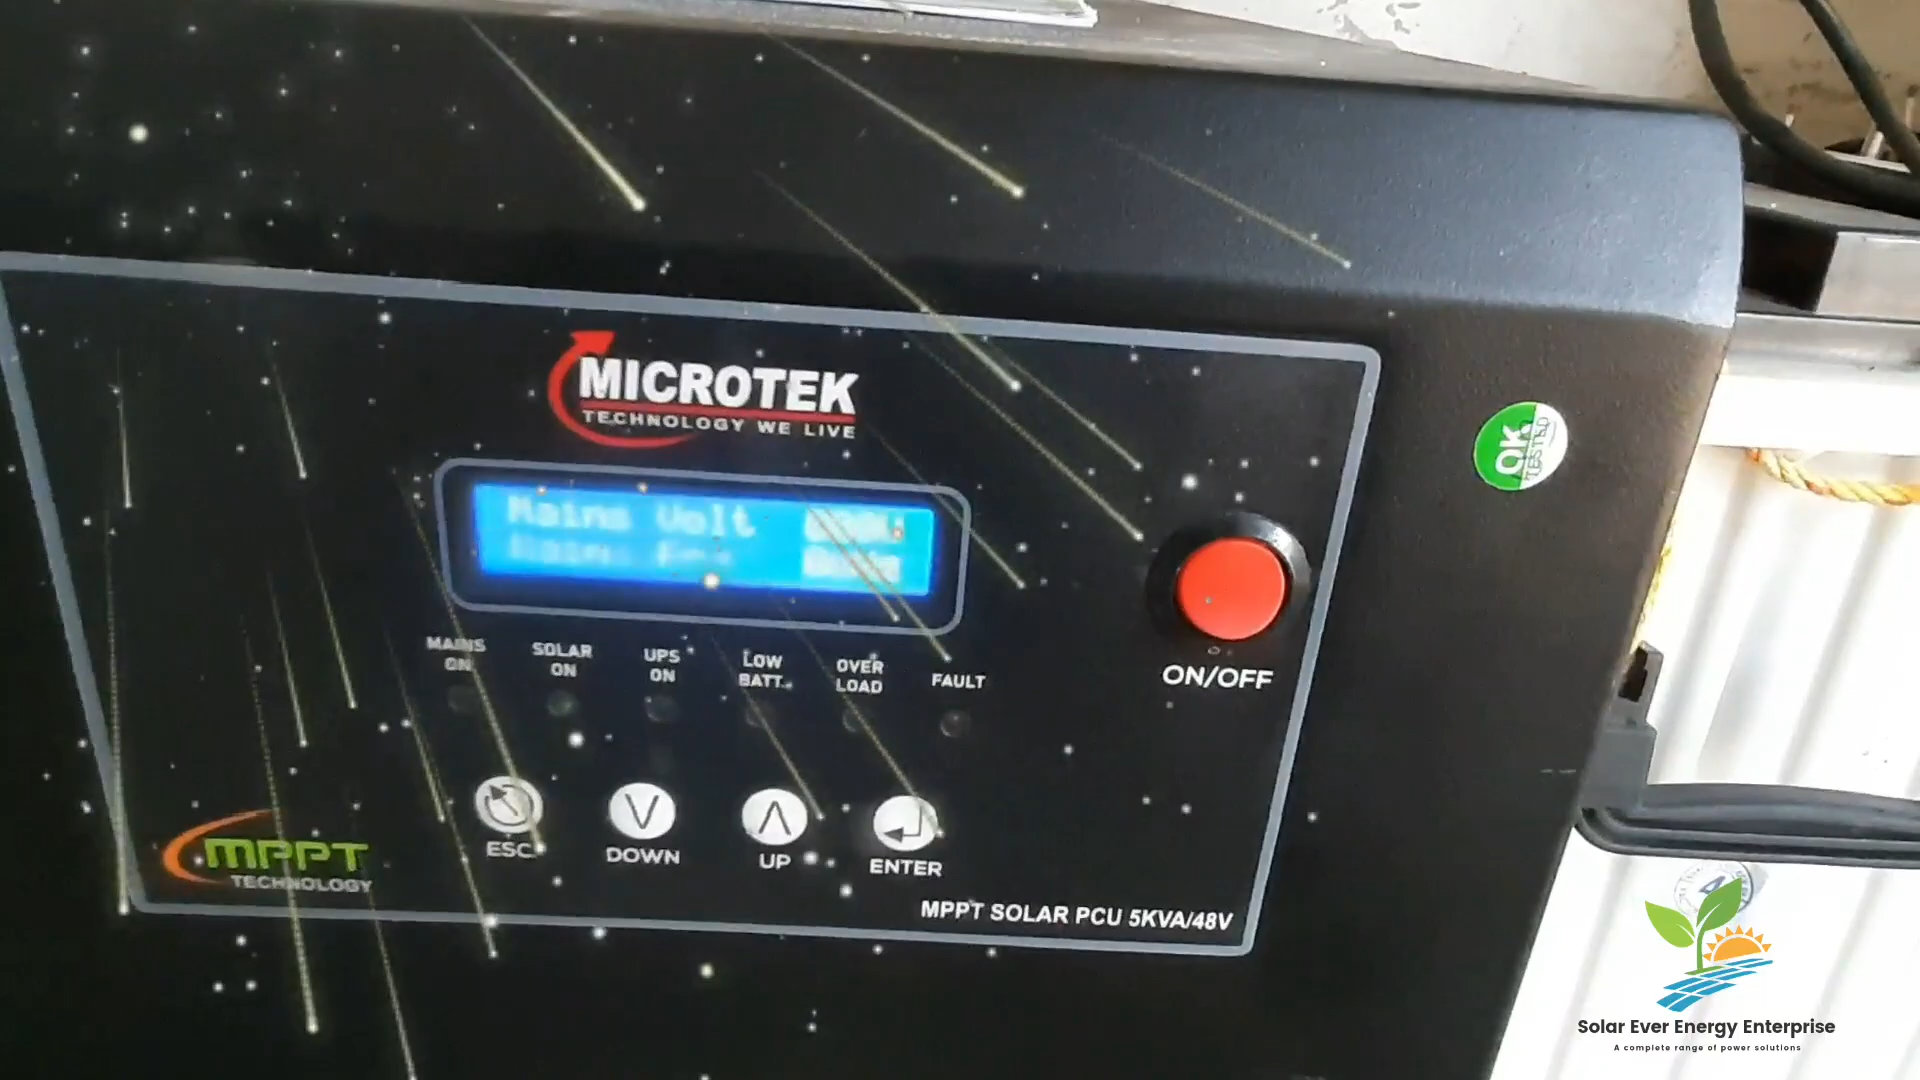 MICROTEK
TECHNOLOGY WE LIVE
Mains Volt
MAINS ON
SOLAR ON
UPS ON
LOW BATT.
OVER LOAD
FAULT
ON/OFF
OK TESTED
ESC
DOWN
UP
ENTER
MPPT
TECHNOLOGY
MPPT SOLAR PCU 5KVA/48V
Solar Ever Energy Enterprise
A complete range of power solutions